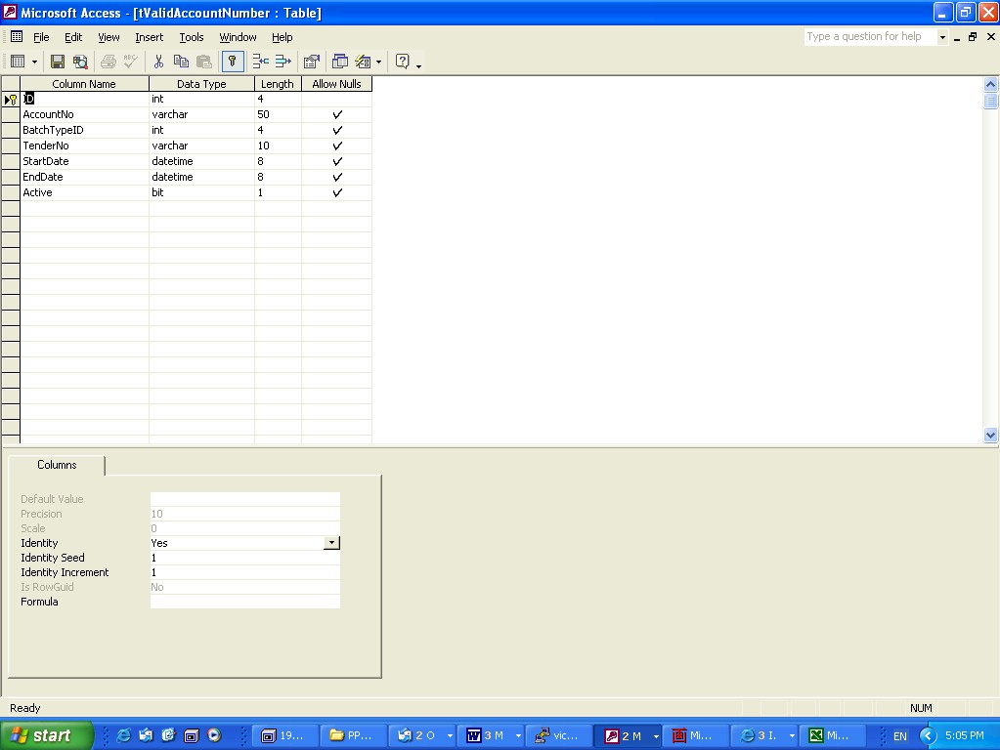 Microsoft Access - [tValidAccountNumber : Table]
File Edit View Insert Tools Window Help Type a question for help
Column Name Data Type Length Allow Nulls
ID int 4
AccountNo varchar 50
BatchTypeID int 4
TenderNo varchar 10
StartDate datetime 8
EndDate datetime 8
Active bit 1
Columns
Default Value
Precision 10
Scale 0
Identity Yes
Identity Seed 1
Identity Increment 1
Is RowGuid No
Formula
Ready NUM
start 19... PP... 2 O 3 M vic... 2 M Mi... 3 I. Mi... EN 5:05 PM